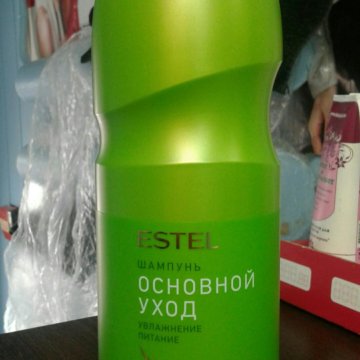 ESTEL
ШАМПУНЬ
ОСНОВНОЙ
УХОД
УВЛАЖНЕНИЕ
ПИТАНИЕ